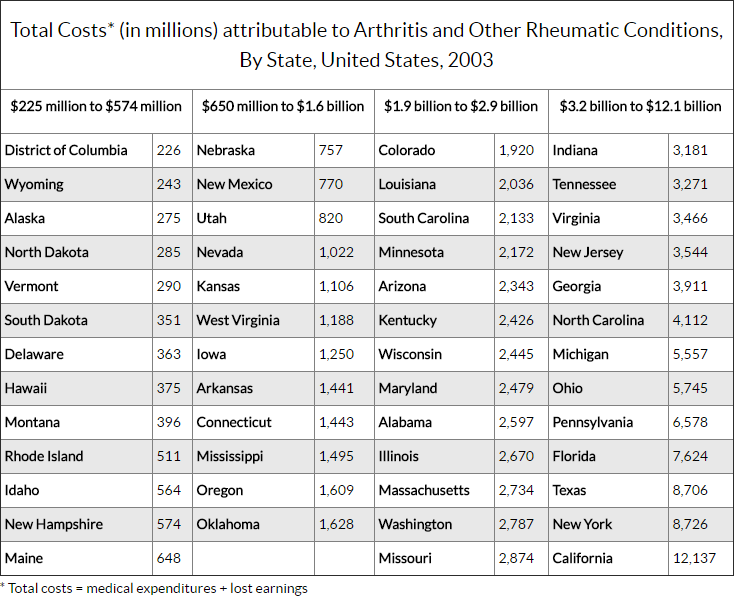 Total Costs* (in millions) attributable to Arthritis and Other Rheumatic Conditions,
By State, United States, 2003
$225 million to $574 million $650 million to $1.6 billion $1.9 billion to $2.9 billion $3.2 billion to $12.1 billion
District of Columbia 226 Nebraska 757 Colorado 1,920 Indiana 3,181
Wyoming 243 New Mexico 770 Louisiana 2,036 Tennessee 3,271
Alaska 275 Utah 820 South Carolina 2,133 Virginia 3,466
North Dakota 285 Nevada 1,022 Minnesota 2,172 New Jersey 3,544
Vermont 290 Kansas 1,106 Arizona 2,343 Georgia 3,911
South Dakota 351 West Virginia 1,188 Kentucky 2,426 North Carolina 4,112
Delaware 363 Iowa 1,250 Wisconsin 2,445 Michigan 5,557
Hawaii 375 Arkansas 1,441 Maryland 2,479 Ohio 5,745
Montana 396 Connecticut 1,443 Alabama 2,597 Pennsylvania 6,578
Rhode Island 511 Mississippi 1,495 Illinois 2,670 Florida 7,624
Idaho 564 Oregon 1,609 Massachusetts 2,734 Texas 8,706
New Hampshire 574 Oklahoma 1,628 Washington 2,787 New York 8,726
Maine 648 Missouri 2,874 California 12,137
* Total costs = medical expenditures + lost earnings